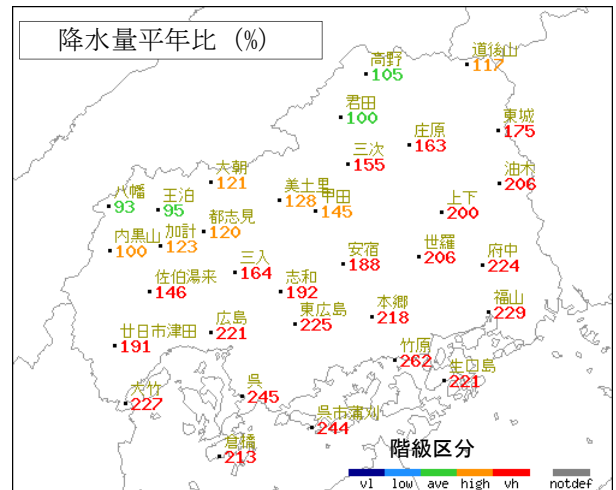 降水量平年比 (%)
高野
105
道後山
117
君田
100
庄原
163
東城
175
三次
155
大朝
121
油木
206
八幡
93
王泊
95
美土里
128
甲田
145
上下
200
都志見
120
内黒山
100
加計
123
三入
164
安宿
188
世羅
206
府中
224
佐伯湯来
146
志和
192
東広島
225
本郷
218
福山
229
廿日市津田
191
広島
221
竹原
262
生口島
221
大竹
227
呉
245
呉市蒲刈
244
倉橋
213
階級区分
vl low ave high vh notdef